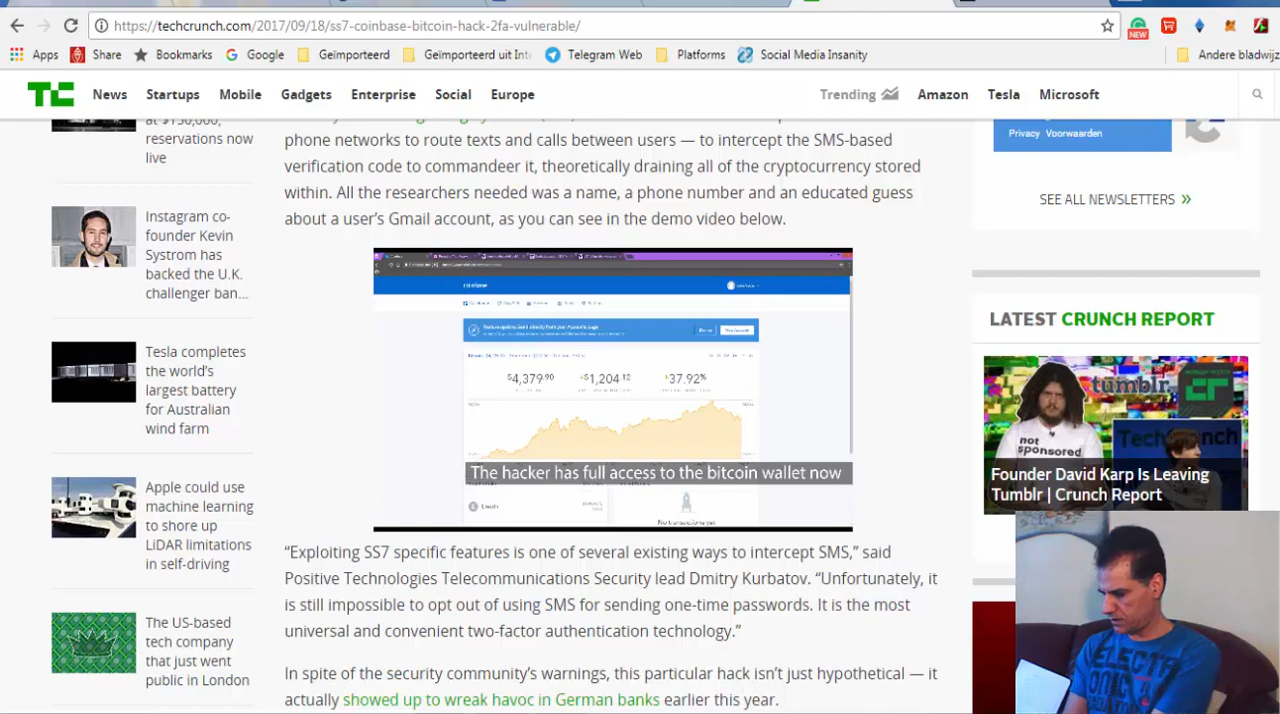 https://techcrunch.com/2017/09/18/ss7-coinbase-bitcoin-hack-2fa-vulnerable/
NEW
Apps
Share
Bookmarks
Google
Geïmporteerd
Geïmporteerd uit Inte
Telegram Web
Platforms
Social Media Insanity
Andere bladwijz
News
Startups
Mobile
Gadgets
Enterprise
Social
Europe
Trending
Amazon
Tesla
Microsoft
reservations now
live
Instagram co-
founder Kevin
Systrom has
backed the U.K.
challenger ban...
Tesla completes
the world's
largest battery
for Australian
wind farm
Apple could use
machine learning
to shore up
LiDAR limitations
in self-driving
The US-based
tech company
that just went
public in London
phone networks to route texts and calls between users — to intercept the SMS-based
verification code to commandeer it, theoretically draining all of the cryptocurrency stored
within. All the researchers needed was a name, a phone number and an educated guess
about a user's Gmail account, as you can see in the demo video below.
$4,379.90
+$1,204.12
+37.92%
The hacker has full access to the bitcoin wallet now
No transactions yet
“Exploiting SS7 specific features is one of several existing ways to intercept SMS,” said
Positive Technologies Telecommunications Security lead Dmitry Kurbatov. “Unfortunately, it
is still impossible to opt out of using SMS for sending one-time passwords. It is the most
universal and convenient two-factor authentication technology.”
In spite of the security community's warnings, this particular hack isn't just hypothetical — it
actually showed up to wreak havoc in German banks earlier this year.
Privacy Voorwaarden
SEE ALL NEWSLETTERS »
LATEST CRUNCH REPORT
tumblr.
not
sponsored
Founder David Karp Is Leaving
Tumblr | Crunch Report